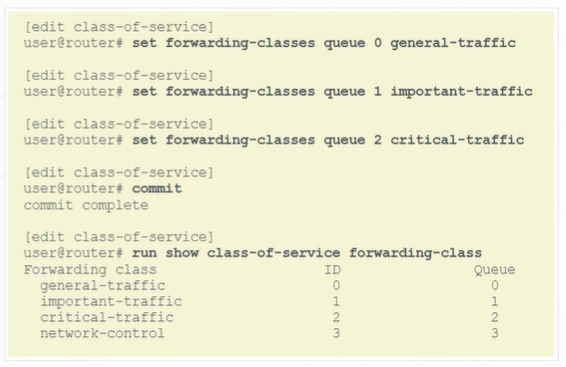 [edit class-of-service]
user@router# set forwarding-classes queue 0 general-traffic
[edit class-of-service]
user@router# set forwarding-classes queue 1 important-traffic
[edit class-of-service]
user@router# set forwarding-classes queue 2 critical-traffic
[edit class-of-service]
user@router# commit
commit complete
[edit class-of-service]
user@router# run show class-of-service forwarding-class
Forwarding class ID Queue
general-traffic 0 0
important-traffic 1 1
critical-traffic 2 2
network-control 3 3